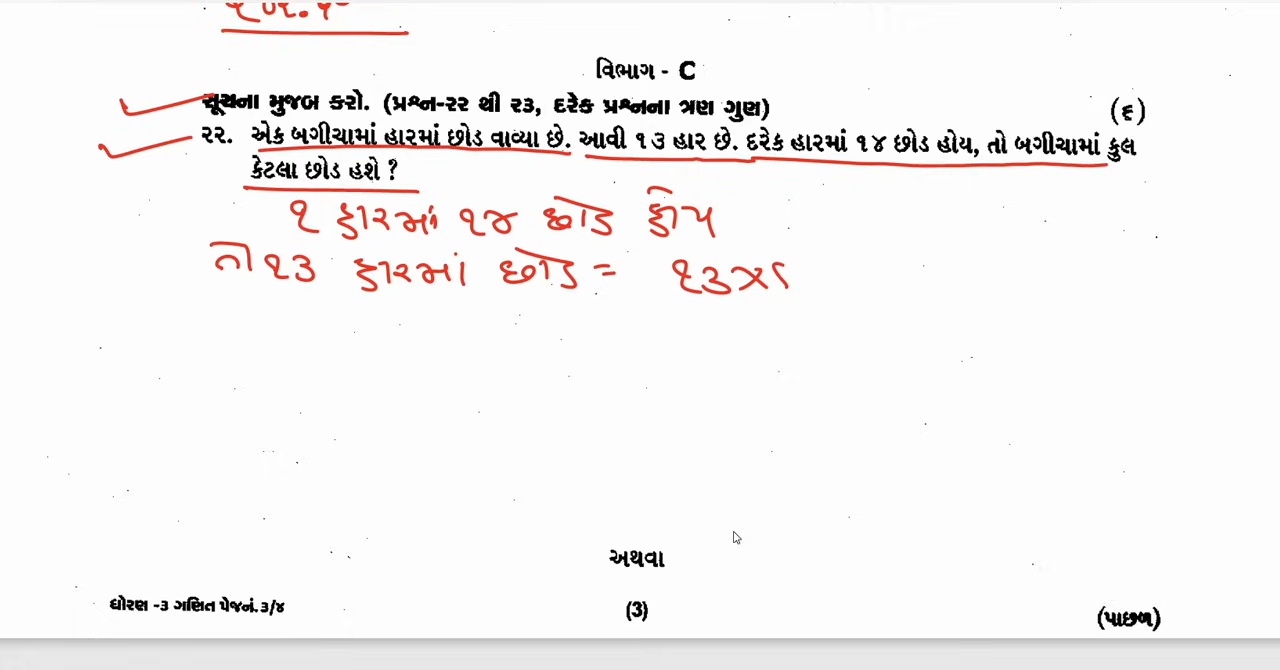 વિભાગ - C
સૂચના મુજબ કરો. (પ્રશ્ન-૨૨ થી ૨૩, દરેક પ્રશ્નના ત્રણ ગુણ) (૬)
૨૨. એક બગીચામાં હારમાં છોડ વાવ્યા છે. આવી ૧૩ હાર છે. દરેક હારમાં ૧૪ છોડ હોય, તો બગીચામાં કુલ
કેટલા છોડ હશે ?
૧ હારમાં ૧૪ છોડ હોય
તો ૧૩ હારમાં છોડ = ૧૩×
અથવા
ધોરણ -૩ ગણિત પેજનં. ૩/૪ (3) (પાછળ)